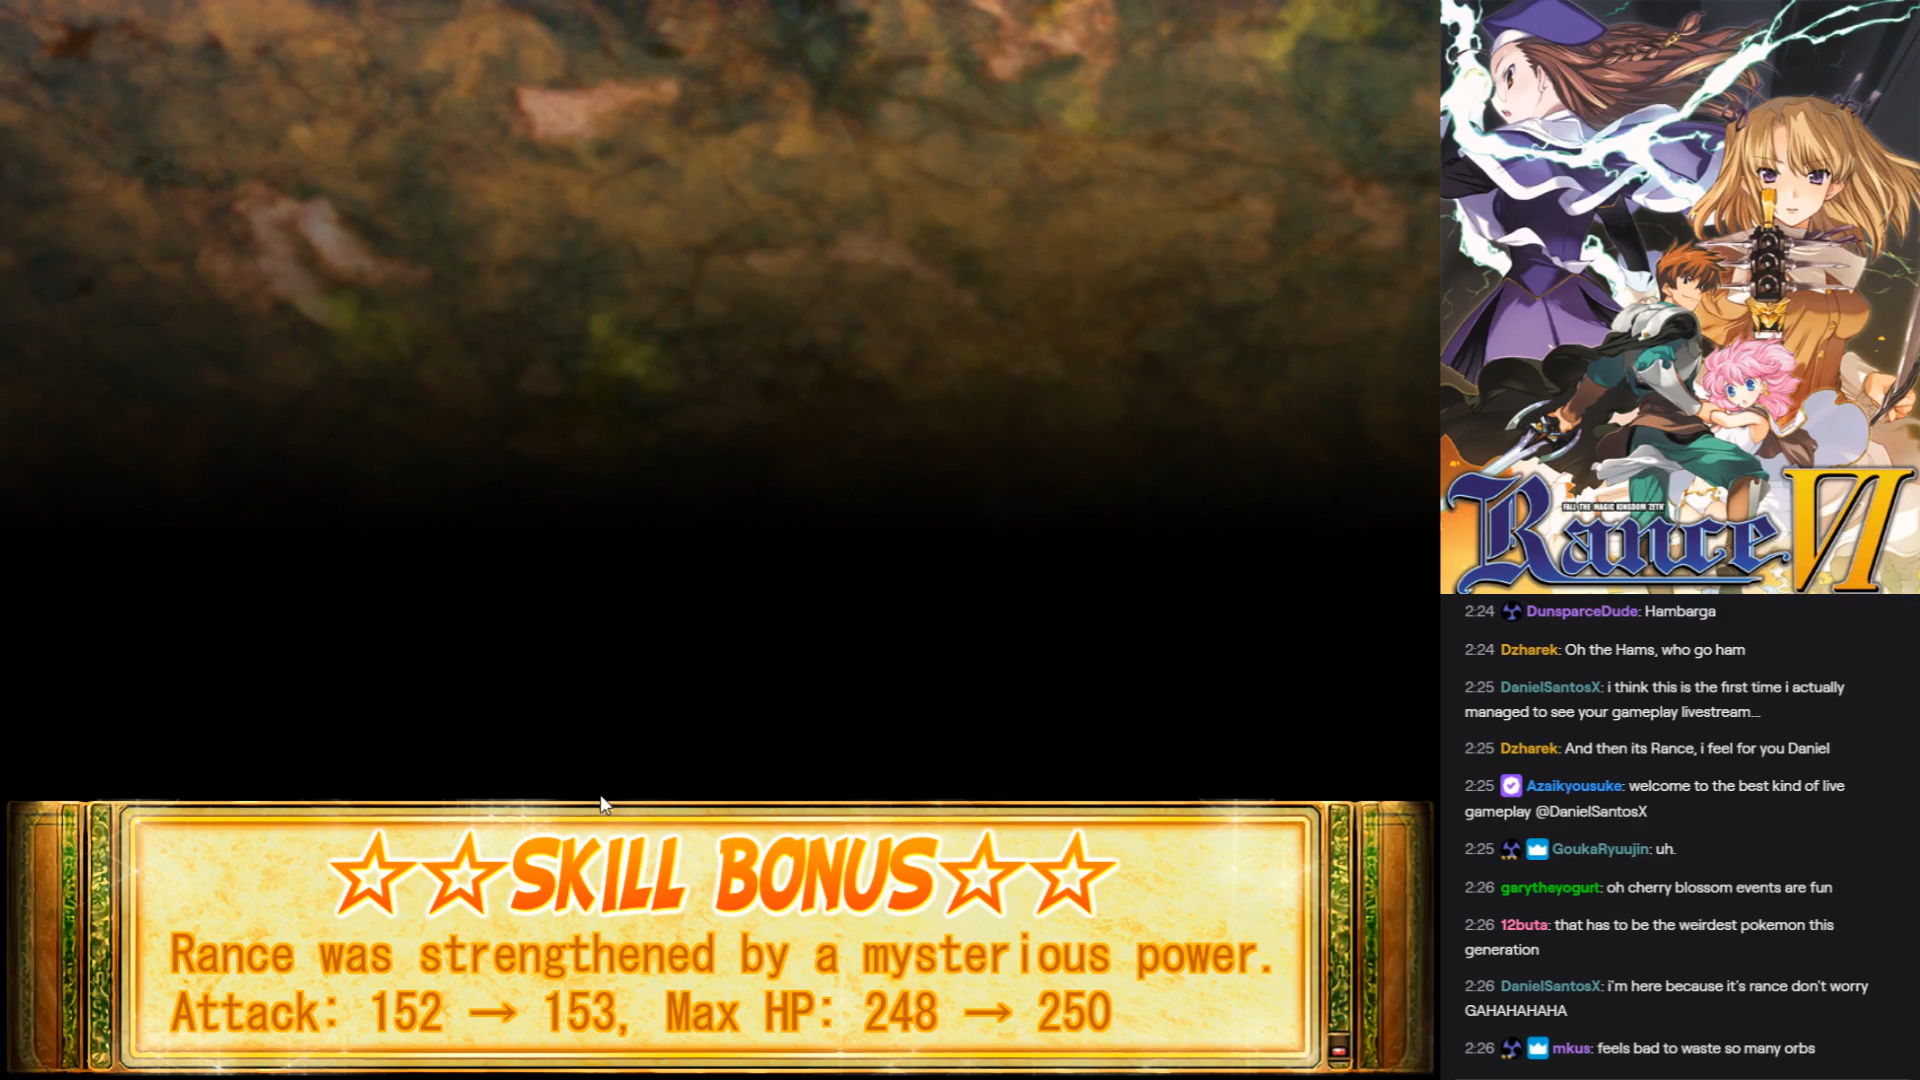 FALL-THE MAGIC KINGDOM 'ZETH'
Rance VI
☆☆SKILL BONUS☆☆
Rance was strengthened by a mysterious power.
Attack: 152 → 153, Max HP: 248 → 250
2:24 DunsparceDude: Hambarga
2:24 Dzharek: Oh the Hams, who go ham
2:25 DanielSantosX: i think this is the first time i actually
managed to see your gameplay livestream...
2:25 Dzharek: And then its Rance, i feel for you Daniel
2:25 Azaikyousuke: welcome to the best kind of live
gameplay @DanielSantosX
2:25 GoukaRyuujin: uh.
2:26 garytheyogurt: oh cherry blossom events are fun
2:26 12buta: that has to be the weirdest pokemon this
generation
2:26 DanielSantosX: i'm here because it's rance don't worry
GAHAHAHAHA
2:26 mkus: feels bad to waste so many orbs